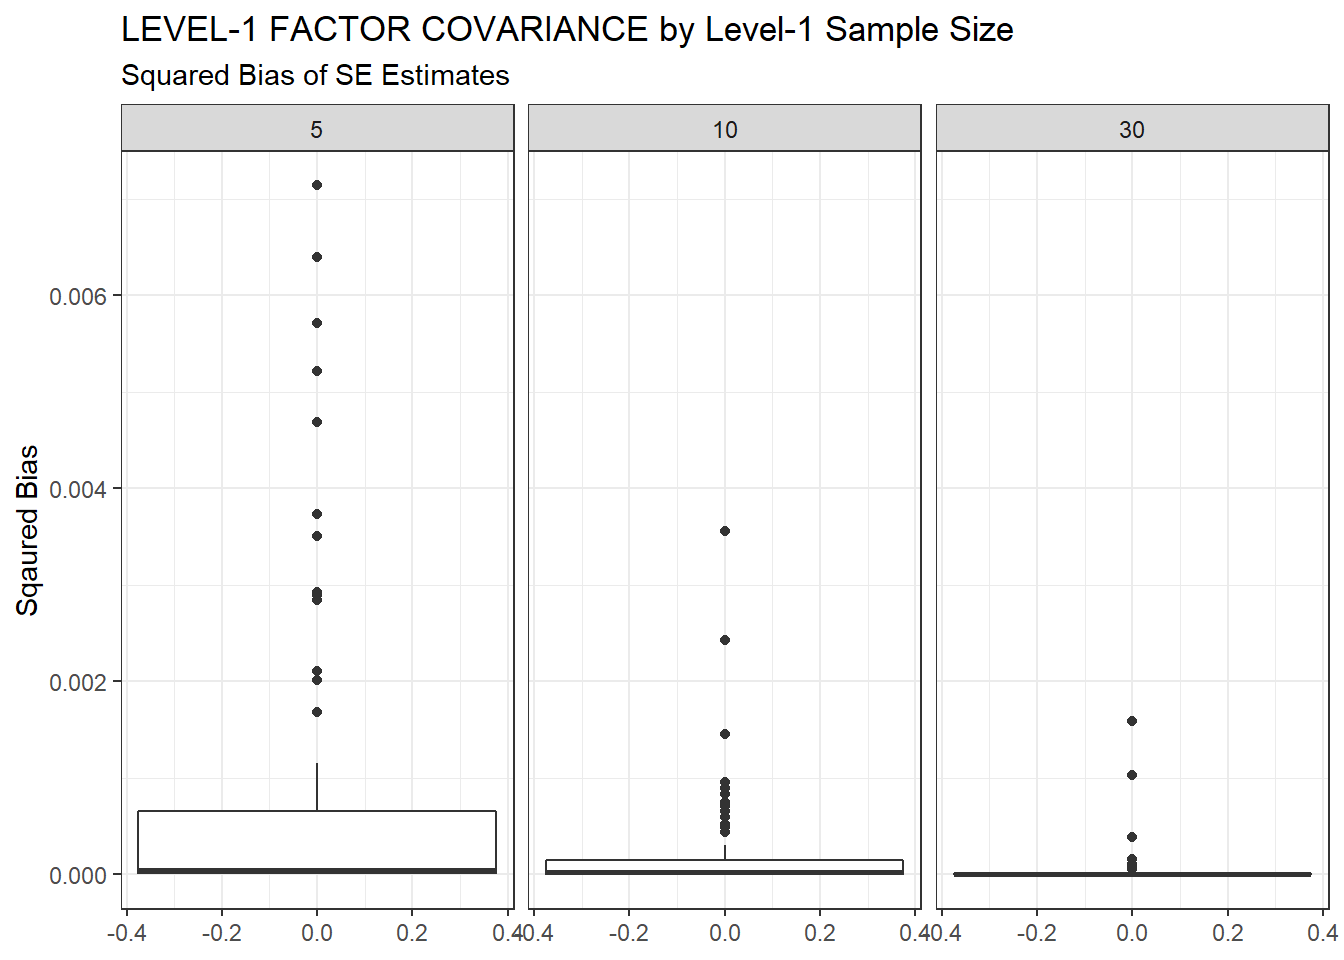 LEVEL-1 FACTOR COVARIANCE by Level-1 Sample Size
Squared Bias of SE Estimates
5 10 30
Sqaured Bias
0.006
0.004
0.002
0.000
-0.4 -0.2 0.0 0.2 0.4 -0.4 -0.2 0.0 0.2 0.4 -0.4 -0.2 0.0 0.2 0.4